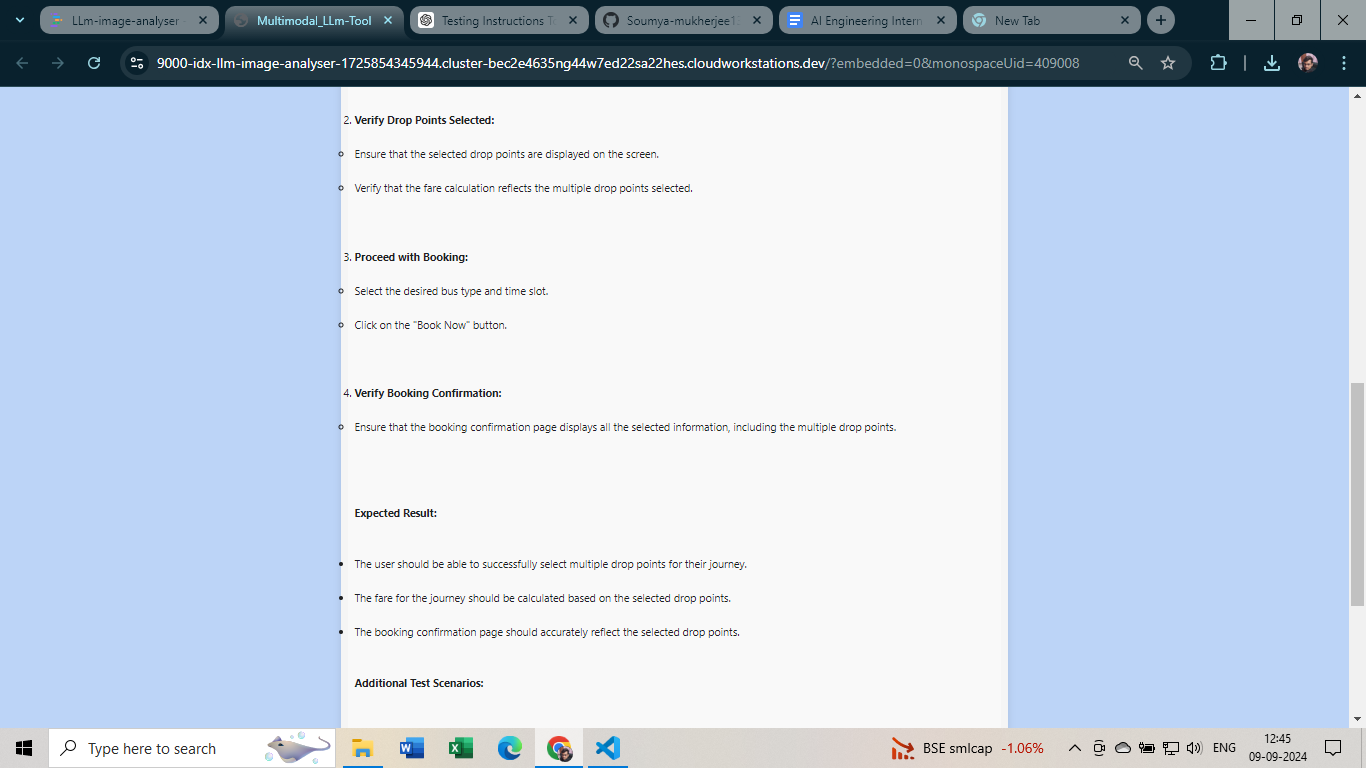 LLm-image-analyser
Multimodal_LLm-Tool
Testing Instructions To
Soumya-mukherjee1
AI Engineering Intern
New Tab
9000-idx-llm-image-analyser-1725854345944.cluster-bec2e4635ng44w7ed22sa22hes.cloudworkstations.dev/?embedded=0&monospaceUid=409008
2. Verify Drop Points Selected:
Ensure that the selected drop points are displayed on the screen.
Verify that the fare calculation reflects the multiple drop points selected.
3. Proceed with Booking:
Select the desired bus type and time slot.
Click on the "Book Now" button.
4. Verify Booking Confirmation:
Ensure that the booking confirmation page displays all the selected information, including the multiple drop points.
Expected Result:
The user should be able to successfully select multiple drop points for their journey.
The fare for the journey should be calculated based on the selected drop points.
The booking confirmation page should accurately reflect the selected drop points.
Additional Test Scenarios:
Type here to search
BSE smlcap -1.06%
ENG
12:45
09-09-2024